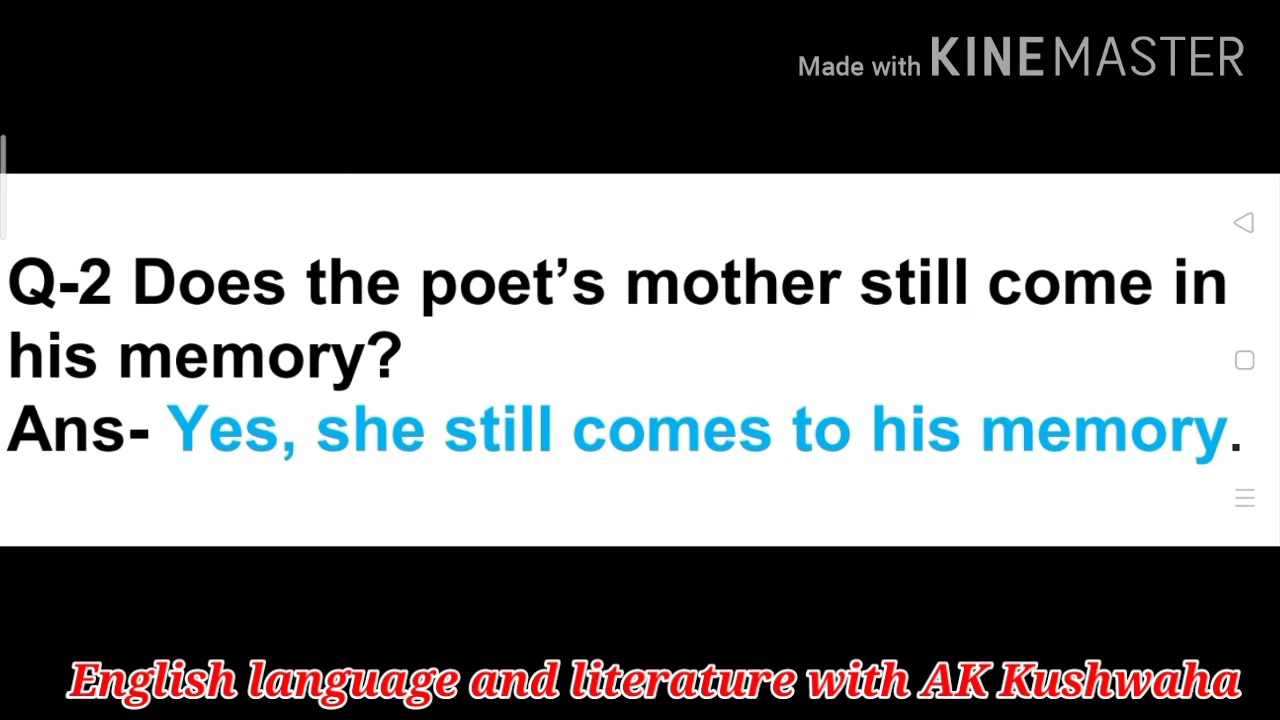 Made with KINEMASTER
Q-2 Does the poet’s mother still come in
his memory?
Ans- Yes, she still comes to his memory.
English language and literature with AK Kushwaha